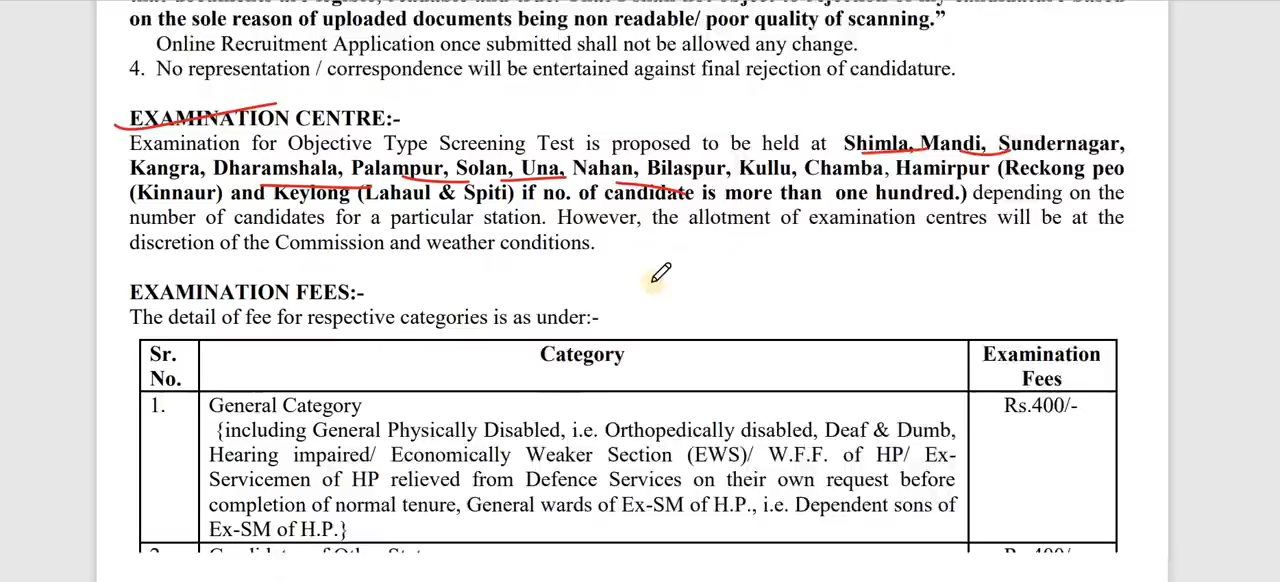 on the sole reason of uploaded documents being non readable/ poor quality of scanning.”
Online Recruitment Application once submitted shall not be allowed any change.
4. No representation / correspondence will be entertained against final rejection of candidature.
EXAMINATION CENTRE:-
Examination for Objective Type Screening Test is proposed to be held at Shimla, Mandi, Sundernagar,
Kangra, Dharamshala, Palampur, Solan, Una, Nahan, Bilaspur, Kullu, Chamba, Hamirpur (Reckong peo
(Kinnaur) and Keylong (Lahaul & Spiti) if no. of candidate is more than one hundred.) depending on the
number of candidates for a particular station. However, the allotment of examination centres will be at the
discretion of the Commission and weather conditions.
EXAMINATION FEES:-
The detail of fee for respective categories is as under:-
Sr. No. Category Examination Fees
1. General Category Rs.400/-
{including General Physically Disabled, i.e. Orthopedically disabled, Deaf & Dumb,
Hearing impaired/ Economically Weaker Section (EWS)/ W.F.F. of HP/ Ex-
Servicemen of HP relieved from Defence Services on their own request before
completion of normal tenure, General wards of Ex-SM of H.P., i.e. Dependent sons of
Ex-SM of H.P.}